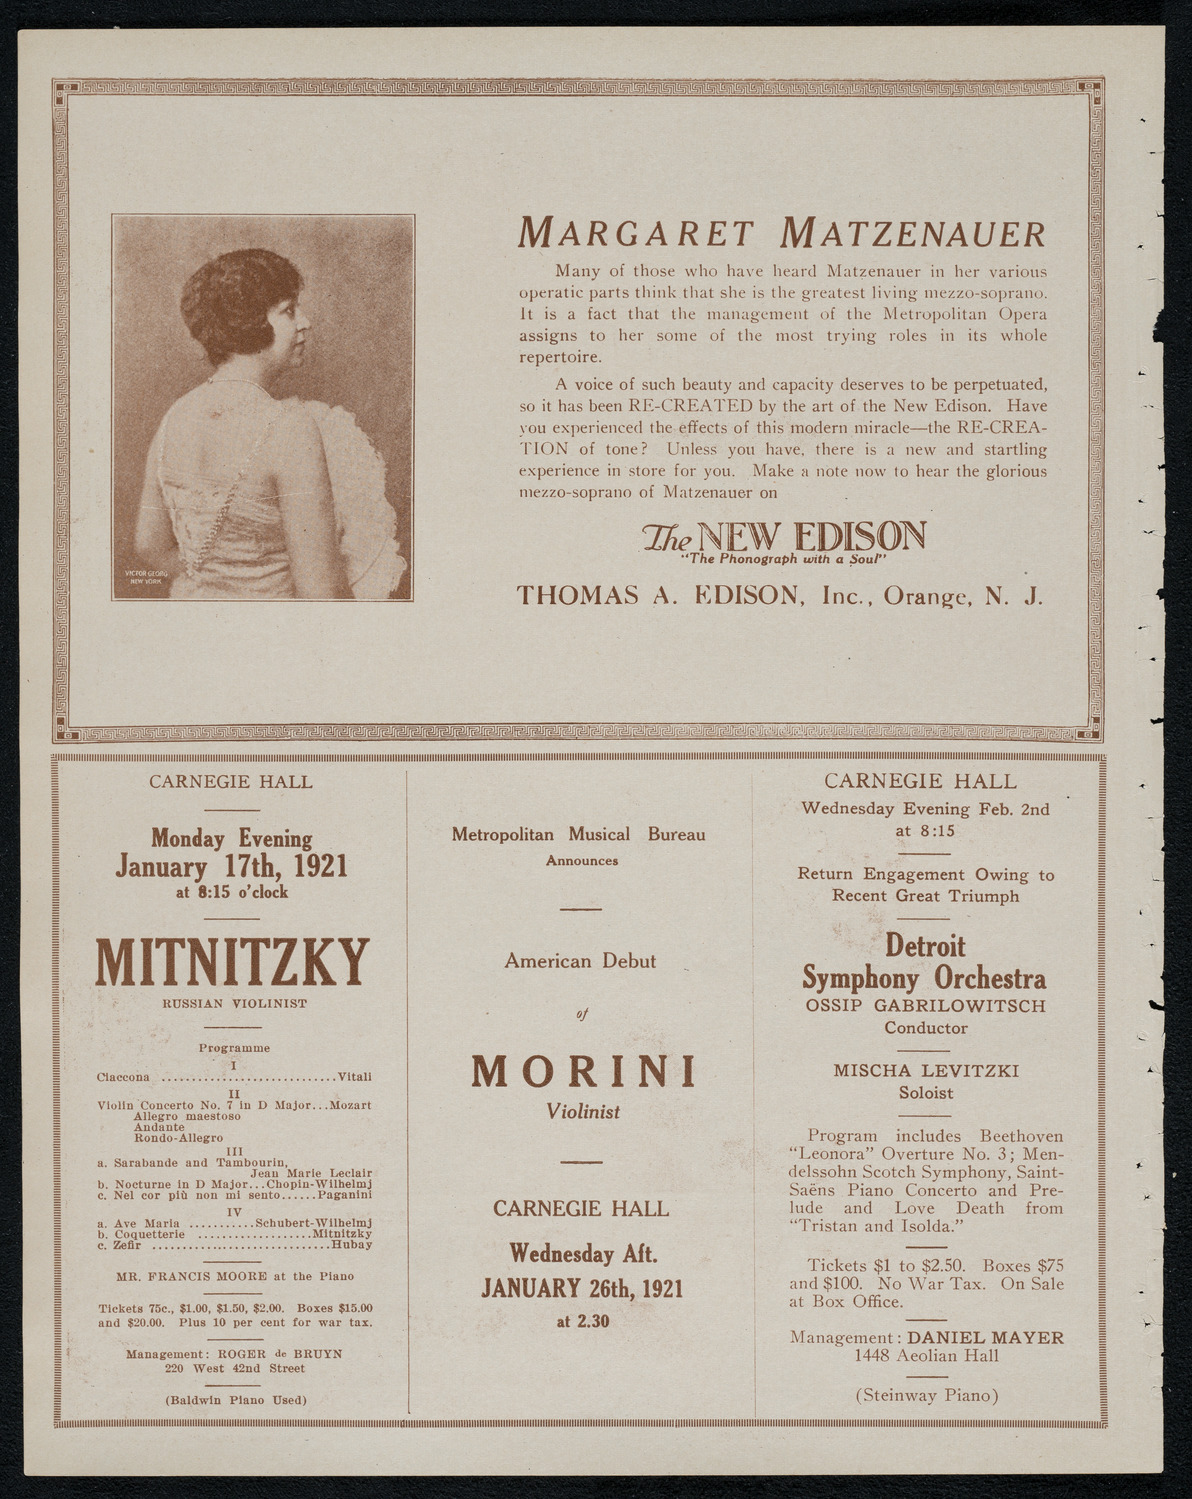 MARGARET MATZENAUER
Many of those who have heard Matzenauer in her various
operatic parts think that she is the greatest living mezzo-soprano.
It is a fact that the management of the Metropolitan Opera
assigns to her some of the most trying roles in its whole
repertoire.
A voice of such beauty and capacity deserves to be perpetuated,
so it has been RE-CREATED by the art of the New Edison. Have
you experienced the effects of this modern miracle—the RE-CREA-
TION of tone? Unless you have, there is a new and startling
experience in store for you. Make a note now to hear the glorious
mezzo-soprano of Matzenauer on
The NEW EDISON
"The Phonograph with a Soul"
THOMAS A. EDISON, Inc., Orange, N. J.
VICTOR GEORG
NEW YORK
CARNEGIE HALL
Monday Evening
January 17th, 1921
at 8:15 o'clock
MITNITZKY
RUSSIAN VIOLINIST
Programme
I
Ciaccona ..............................Vitali
II
Violin Concerto No. 7 in D Major...Mozart
Allegro maestoso
Andante
Rondo-Allegro
III
a. Sarabande and Tambourin,
Jean Marie Leclair
b. Nocturne in D Major...Chopin-Wilhelmj
c. Nel cor più non mi sento......Paganini
IV
a. Ave Maria ...........Schubert-Wilhelmj
b. Coquetterie ....................Mitnitzky
c. Zefir ...............................Hubay
MR. FRANCIS MOORE at the Piano
Tickets 75c., $1.00, $1.50, $2.00. Boxes $15.00
and $20.00. Plus 10 per cent for war tax.
Management: ROGER de BRUYN
220 West 42nd Street
(Baldwin Piano Used)
Metropolitan Musical Bureau
Announces
American Debut
of
MORINI
Violinist
CARNEGIE HALL
Wednesday Aft.
JANUARY 26th, 1921
at 2.30
CARNEGIE HALL
Wednesday Evening Feb. 2nd
at 8:15
Return Engagement Owing to
Recent Great Triumph
Detroit
Symphony Orchestra
OSSIP GABRILOWITSCH
Conductor
MISCHA LEVITZKI
Soloist
Program includes Beethoven
"Leonora" Overture No. 3; Men-
delssohn Scotch Symphony, Saint-
Saëns Piano Concerto and Pre-
lude and Love Death from
"Tristan and Isolda."
Tickets $1 to $2.50. Boxes $75
and $100. No War Tax. On Sale
at Box Office.
Management: DANIEL MAYER
1448 Aeolian Hall
(Steinway Piano)